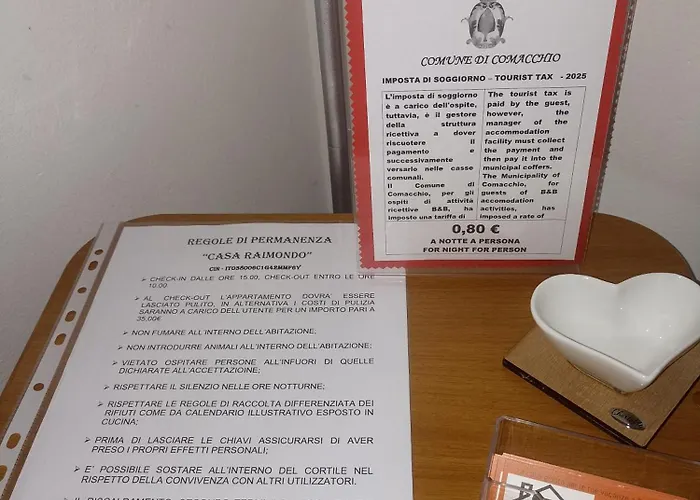 COMUNE DI COMACCHIO
IMPOSTA DI SOGGIORNO – TOURIST TAX - 2025
L'imposta di soggiorno
è a carico dell'ospite,
tuttavia, è il gestore
della struttura
ricettiva a dover
riscuotere il
pagamento e
successivamente
versarlo nelle casse
comunali.
Il Comune di
Comacchio, per gli
ospiti di attività
ricettive B&B, ha
imposto una tariffa di
The tourist tax is
paid by the guest,
however, the
manager of the
accommodation
facility must collect
the payment and
then pay it into the
municipal coffers.
The Municipality of
Comacchio, for
guests of B&B
accomodation
activities, has
imposed a rate of
0,80 €
A NOTTE A PERSONA
FOR NIGHT FOR PERSON
REGOLE DI PERMANENZA
"CASA RAIMONDO"
➢ CHECK-IN DALLE ORE 15.00, CHECK-OUT ENTRO LE ORE
10.00
➢ AL CHECK-OUT L'APPARTAMENTO DOVRA' ESSERE
LASCIATO PULITO, IN ALTERNATIVA I COSTI DI PULIZIA
SARANNO A CARICO DELL'UTENTE PER UN IMPORTO PARI A
35,00€
➢ NON FUMARE ALL'INTERNO DELL'ABITAZIONE;
➢ NON INTRODURRE ANIMALI ALL'INTERNO DELL'ABITAZIONE;
➢ VIETATO OSPITARE PERSONE ALL'INFUORI DI QUELLE
DICHIARATE ALL'ACCETTAZIOINE;
➢ RISPETTARE IL SILENZIO NELLE ORE NOTTURNE;
➢ RISPETTARE LE REGOLE DI RACCOLTA DIFFERENZIATA DEI
RIFIUTI COME DA CALENDARIO ILLUSTRATIVO ESPOSTO IN
CUCINA;
➢ PRIMA DI LASCIARE LE CHIAVI ASSICURARSI DI AVER
PRESO I PROPRI EFFETTI PERSONALI;
➢ E' POSSIBILE SOSTARE ALL'INTERNO DEL CORTILE NEL
RISPETTO DELLA CONVIVENZA CON ALTRI UTILIZZATORI.